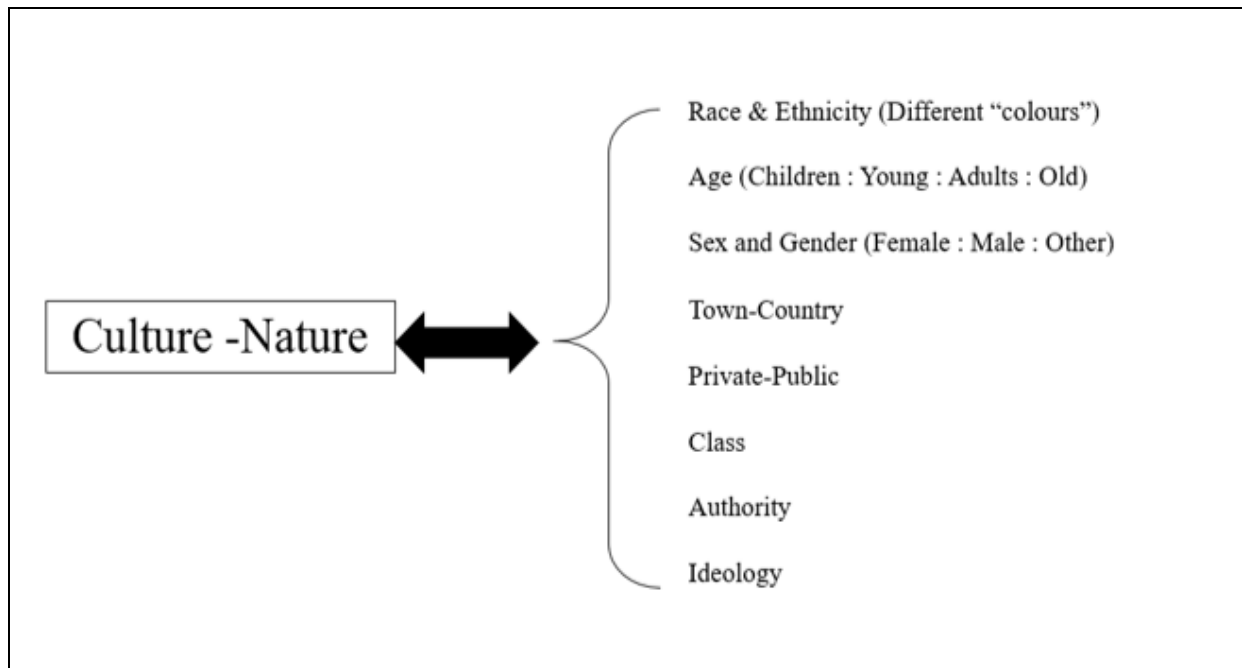 Race & Ethnicity (Different “colours”)
Age (Children : Young : Adults : Old)
Sex and Gender (Female : Male : Other)
Town-Country
Culture -Nature
Private-Public
Class
Authority
Ideology